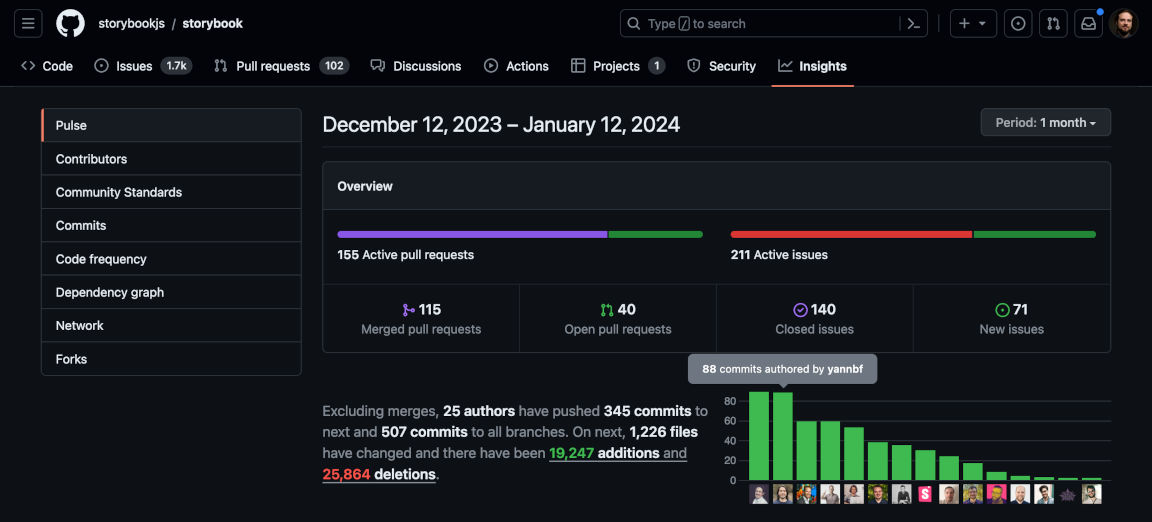 storybookjs / storybook
Type / to search
Code
Issues 1.7k
Pull requests 102
Discussions
Actions
Projects 1
Security
Insights
Pulse
Contributors
Community Standards
Commits
Code frequency
Dependency graph
Network
Forks
December 12, 2023 – January 12, 2024
Period: 1 month
Overview
155 Active pull requests
211 Active issues
115
Merged pull requests
40
Open pull requests
140
Closed issues
71
New issues
88 commits authored by yannbf
Excluding merges, 25 authors have pushed 345 commits to
next and 507 commits to all branches. On next, 1,226 files
have changed and there have been 19,247 additions and
25,864 deletions.
80
60
40
20
0